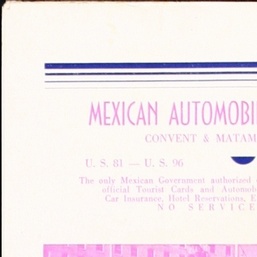 MEXICAN AUTOMOBI
CONVENT & MATAM
U. S. 81 — U. S. 96
The only Mexican Government authorized
official Tourist Cards and Automob
Car Insurance, Hotel Reservations, E
NO SERVICE